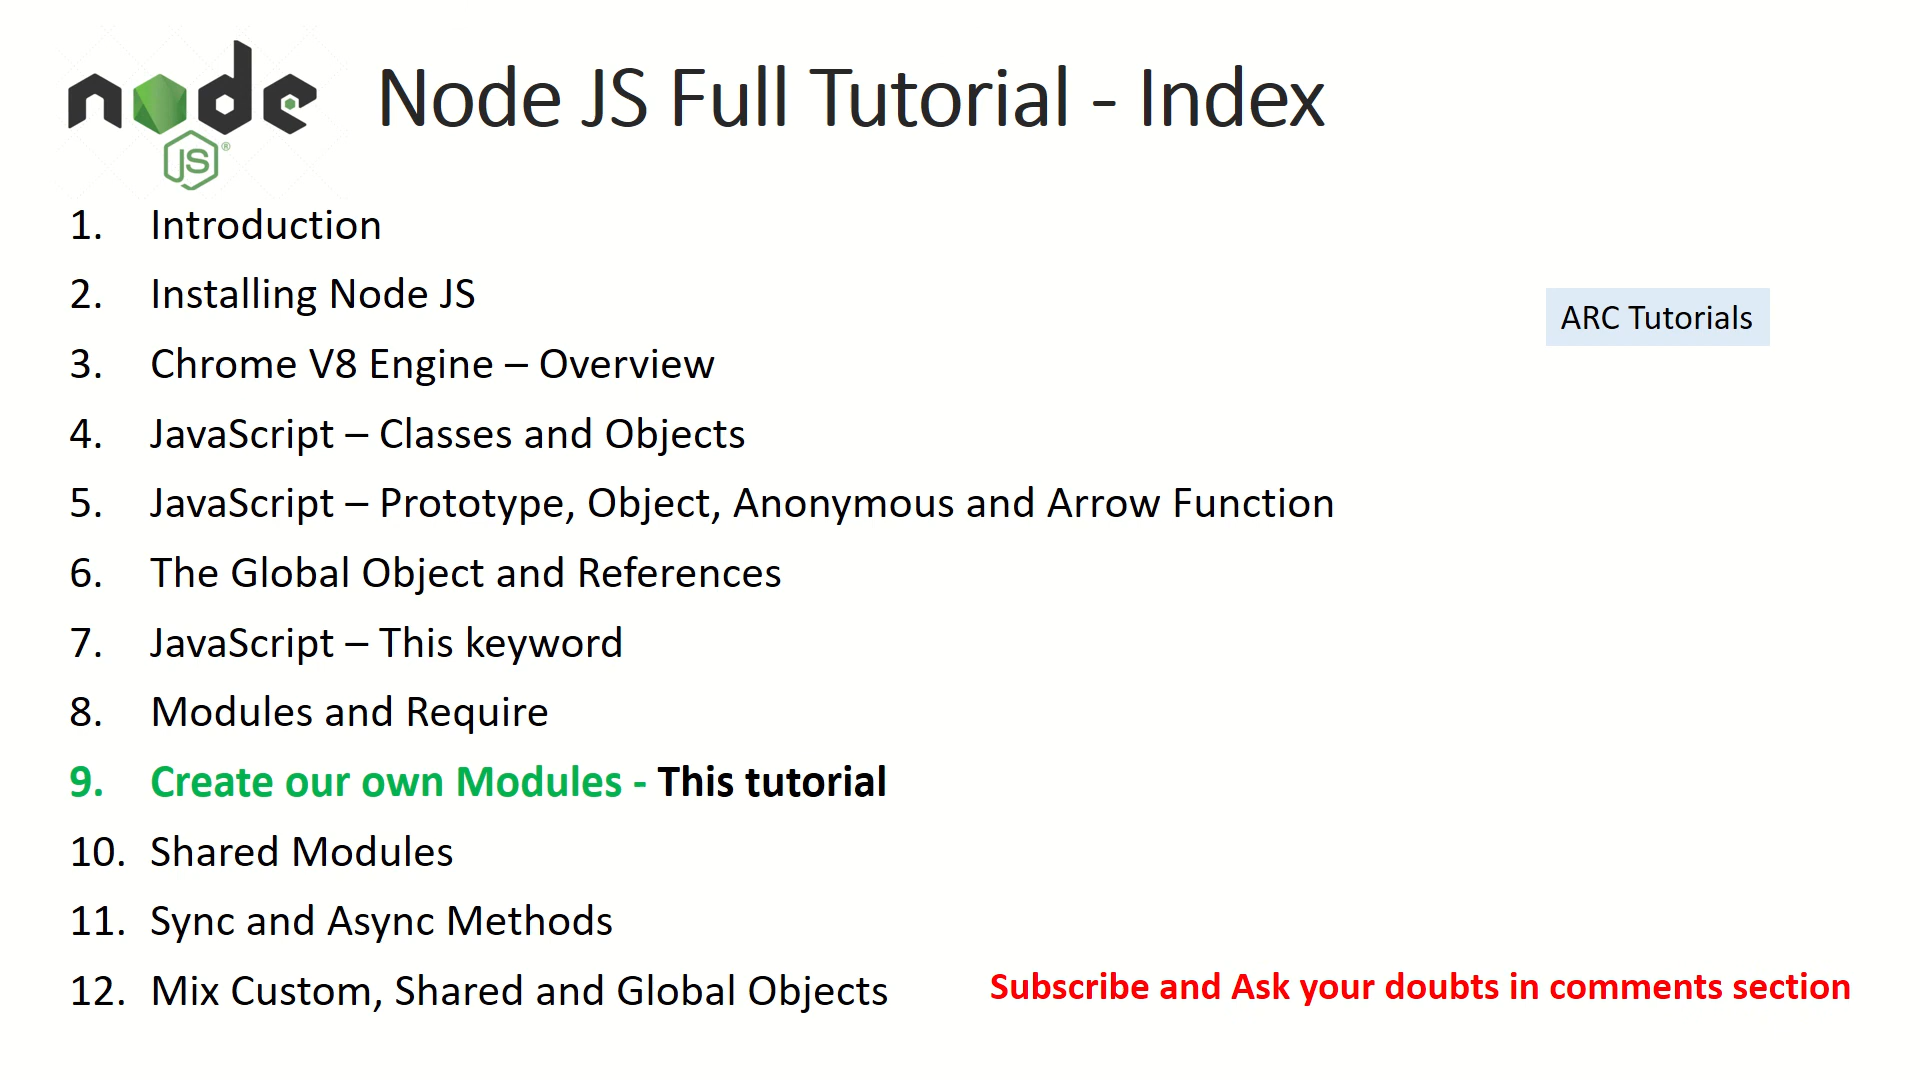 node
JS®
Node JS Full Tutorial - Index
1. Introduction
2. Installing Node JS
ARC Tutorials
3. Chrome V8 Engine – Overview
4. JavaScript – Classes and Objects
5. JavaScript – Prototype, Object, Anonymous and Arrow Function
6. The Global Object and References
7. JavaScript – This keyword
8. Modules and Require
9. Create our own Modules - This tutorial
10. Shared Modules
11. Sync and Async Methods
12. Mix Custom, Shared and Global Objects
Subscribe and Ask your doubts in comments section